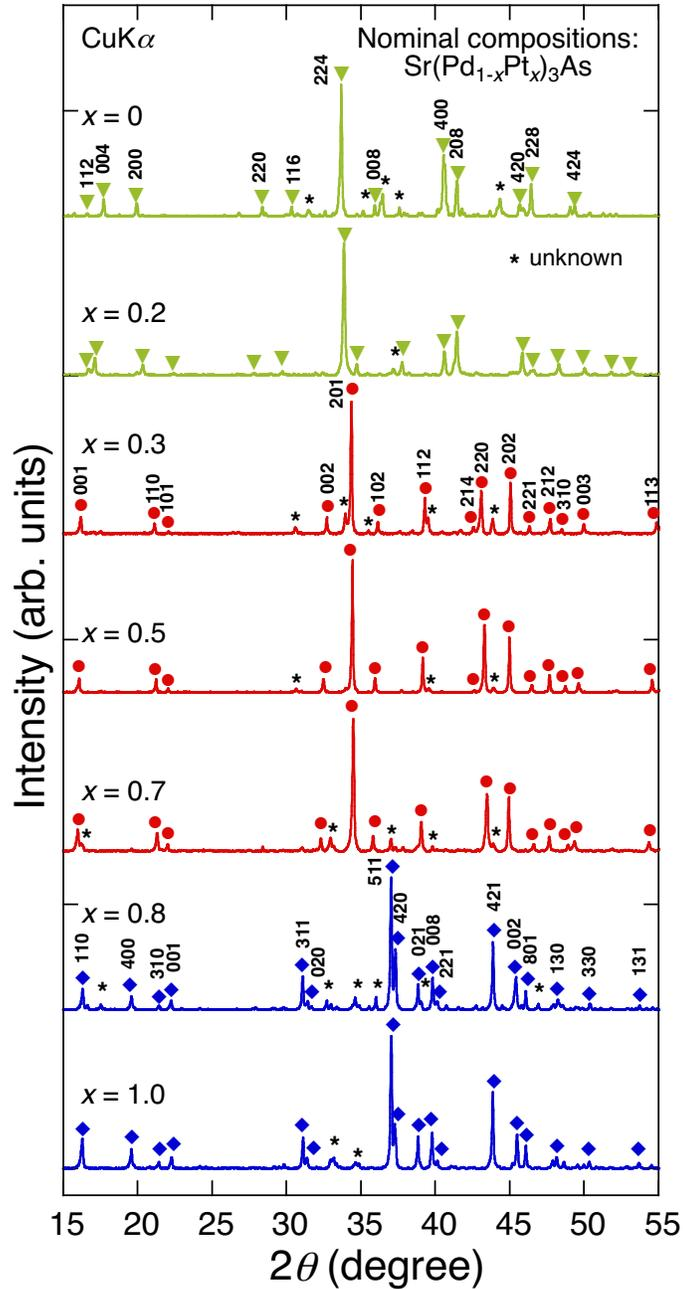 CuKα
Nominal compositions:
Sr(Pd1-xPtx)3As
x = 0
112 004 200 220 116 * 224 * 008 * * 400 208 * 420 228 424
* unknown
x = 0.2
*
x = 0.3
001 110 101 * 002 * 201 * 102 112 * 214 220 * 202 221 212 310 003 113
x = 0.5
* * *
x = 0.7
* * * * *
x = 0.8
110 * 400 310 001 311 020 * * * 511 420 021 * 008 221 421 002 801 * 130 330 131
x = 1.0
* *
Intensity (arb. units)
15 20 25 30 35 40 45 50 55
2θ (degree)